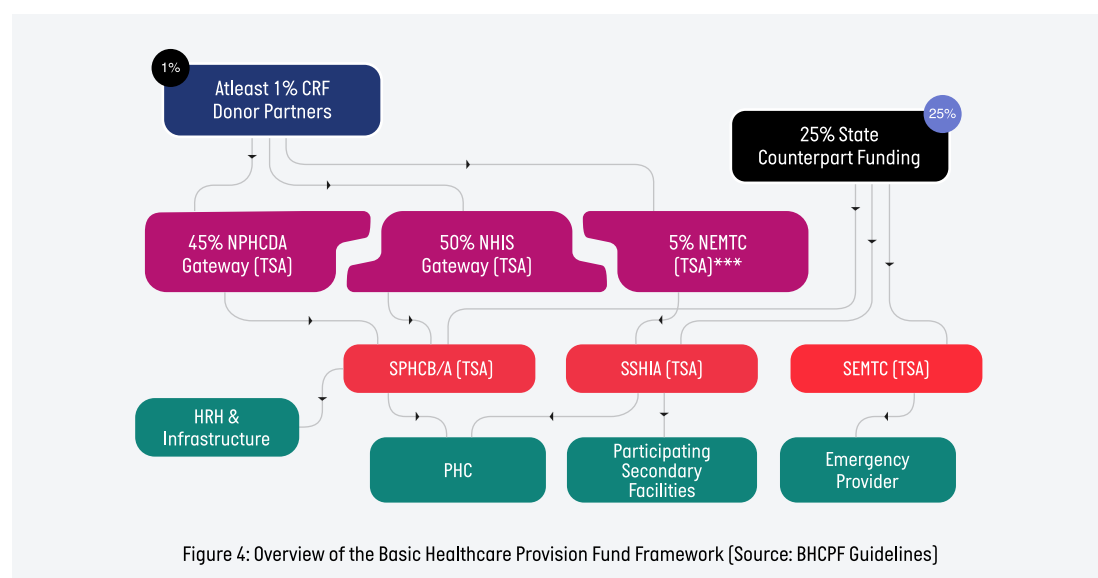 1%
Atleast 1% CRF
Donor Partners
25%
25% State
Counterpart Funding
45% NPHCDA
Gateway (TSA)
50% NHIS
Gateway (TSA)
5% NEMTC
(TSA)***
SPHCB/A (TSA)
SSHIA (TSA)
SEMTC (TSA)
HRH &
Infrastructure
PHC
Participating
Secondary
Facilities
Emergency
Provider
Figure 4: Overview of the Basic Healthcare Provision Fund Framework (Source: BHCPF Guidelines)